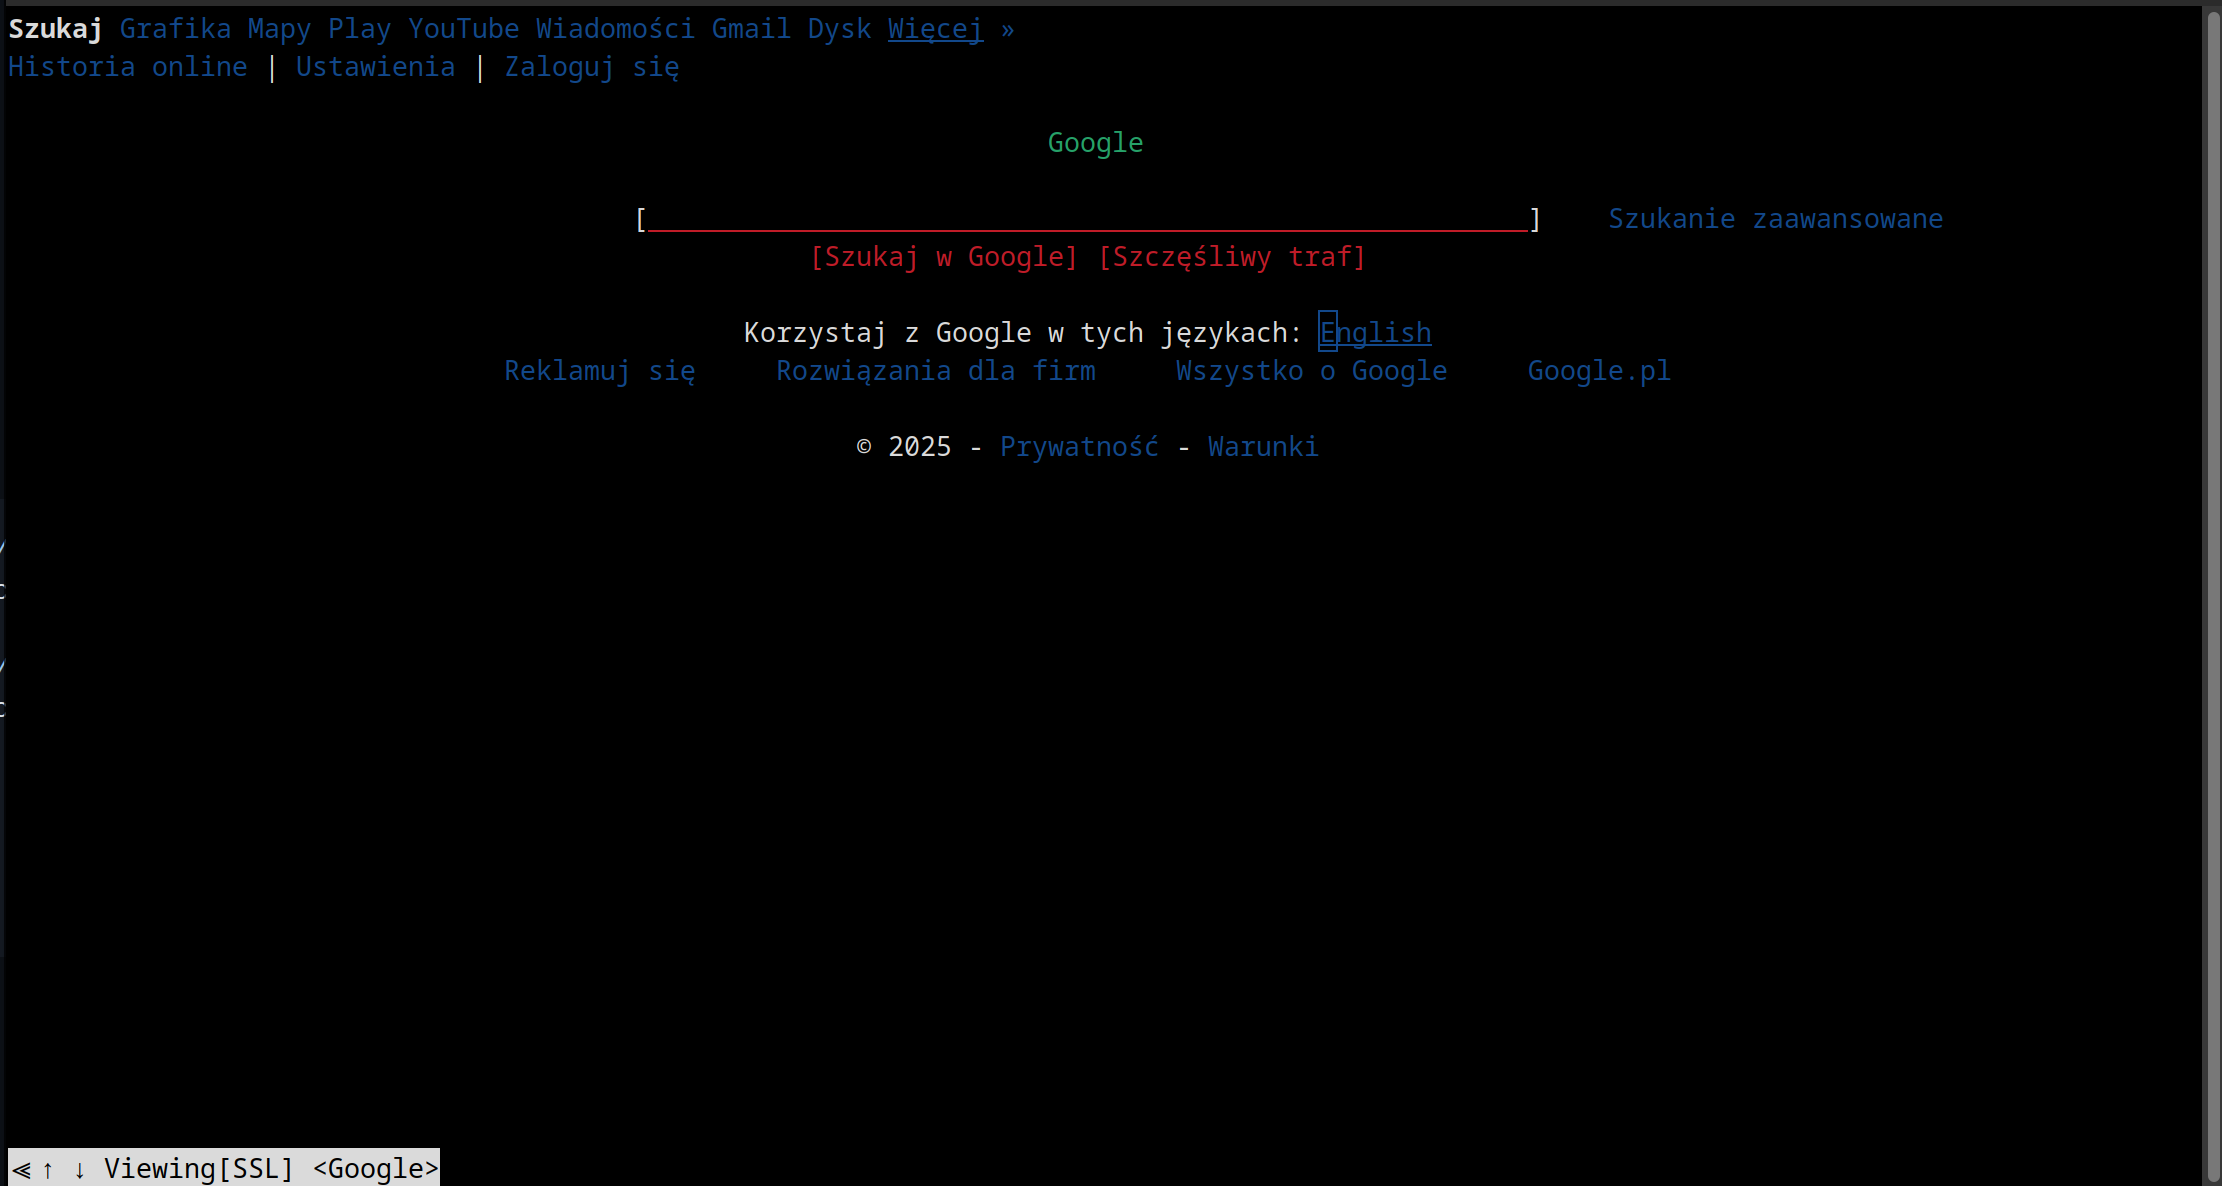 Szukaj Grafika Mapy Play YouTube Wiadomości Gmail Dysk Więcej »
Historia online | Ustawienia | Zaloguj się
Google
[ ] Szukanie zaawansowane
[Szukaj w Google] [Szczęśliwy traf]
Korzystaj z Google w tych językach: English
Reklamuj się Rozwiązania dla firm Wszystko o Google Google.pl
© 2025 - Prywatność - Warunki
⪡ ↑ ↓ Viewing[SSL] <Google>